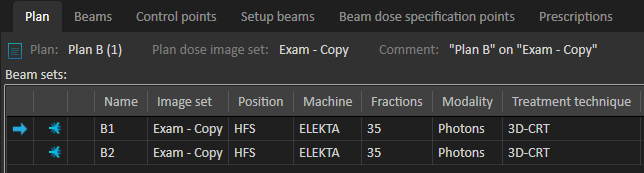 Plan Beams Control points Setup beams Beam dose specification points Prescriptions
Plan: Plan B (1) Plan dose image set: Exam - Copy Comment: "Plan B" on "Exam - Copy"
Beam sets:
Name Image set Position Machine Fractions Modality Treatment technique
B1 Exam - Copy HFS ELEKTA 35 Photons 3D-CRT
B2 Exam - Copy HFS ELEKTA 35 Photons 3D-CRT